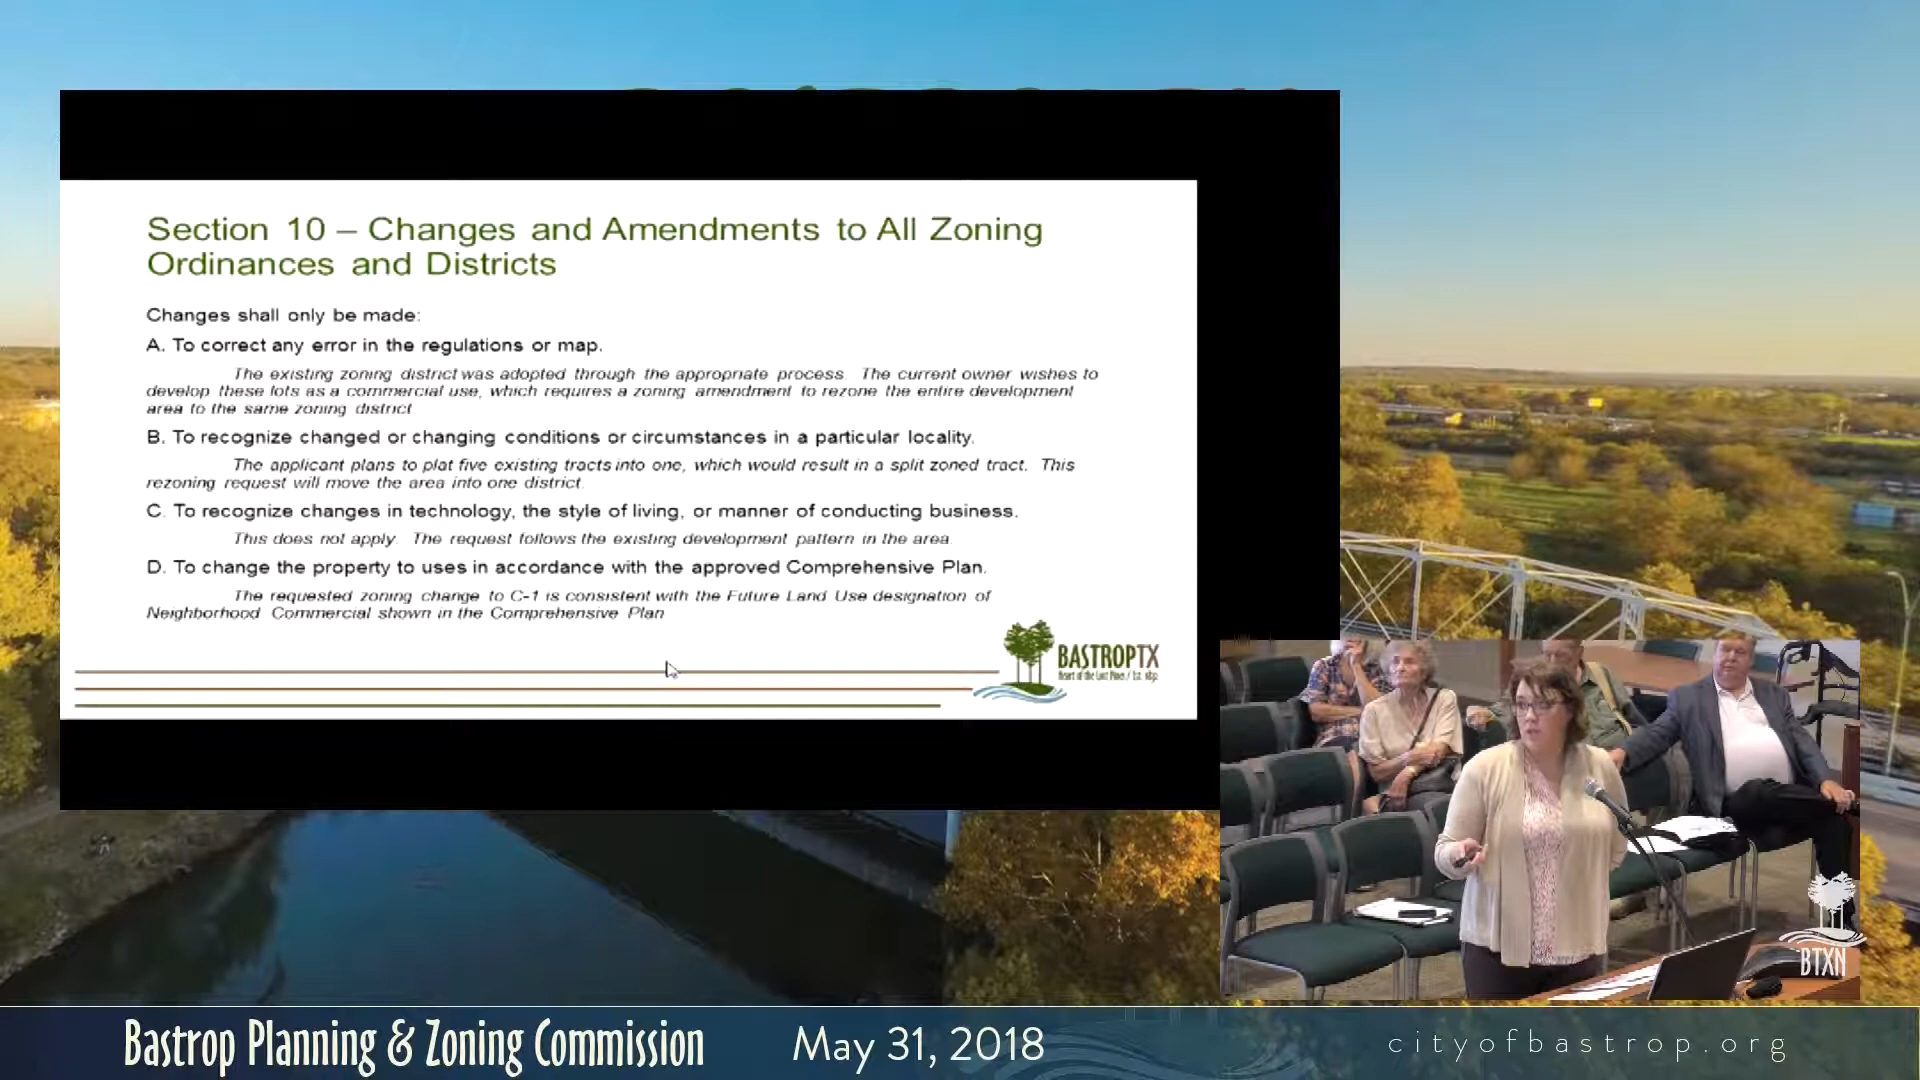 Section 10 – Changes and Amendments to All Zoning
Ordinances and Districts
Changes shall only be made:
A. To correct any error in the regulations or map.
The existing zoning district was adopted through the appropriate process. The current owner wishes to
develop these lots as a commercial use, which requires a zoning amendment to rezone the entire development
area to the same zoning district
B. To recognize changed or changing conditions or circumstances in a particular locality.
The applicant plans to plat five existing tracts into one, which would result in a split zoned tract. This
rezoning request will move the area into one district.
C. To recognize changes in technology, the style of living, or manner of conducting business.
This does not apply. The request follows the existing development pattern in the area.
D. To change the property to uses in accordance with the approved Comprehensive Plan.
The requested zoning change to C-1 is consistent with the Future Land Use designation of
Neighborhood Commercial shown in the Comprehensive Plan
BASTROPTX
Heart of the Lost Pines / Est. 1832
BTXN
Bastrop Planning & Zoning Commission
May 31, 2018
cityofbastrop.org